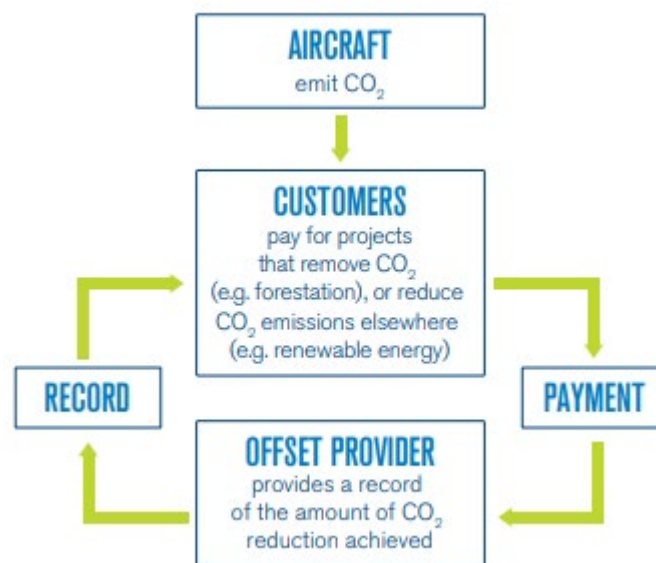 AIRCRAFT
emit CO₂
CUSTOMERS
pay for projects
that remove CO₂
(e.g. forestation), or reduce
CO₂ emissions elsewhere
(e.g. renewable energy)
RECORD
PAYMENT
OFFSET PROVIDER
provides a record
of the amount of CO₂
reduction achieved